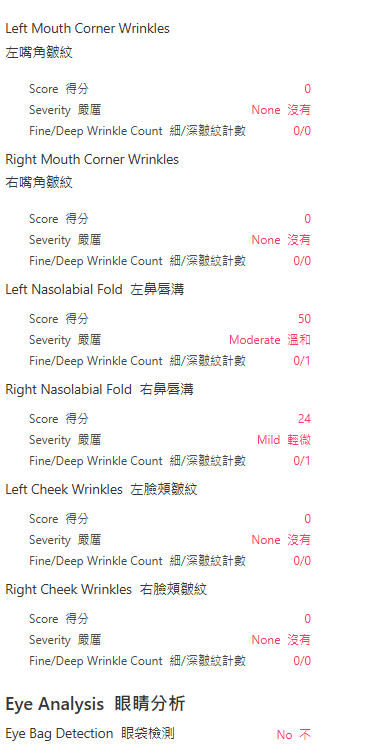 Left Mouth Corner Wrinkles
左嘴角皺紋
Score 得分 0
Severity 嚴厲 None 沒有
Fine/Deep Wrinkle Count 細/深皺紋計數 0/0
Right Mouth Corner Wrinkles
右嘴角皺紋
Score 得分 0
Severity 嚴厲 None 沒有
Fine/Deep Wrinkle Count 細/深皺紋計數 0/0
Left Nasolabial Fold 左鼻唇溝
Score 得分 50
Severity 嚴厲 Moderate 溫和
Fine/Deep Wrinkle Count 細/深皺紋計數 0/1
Right Nasolabial Fold 右鼻唇溝
Score 得分 24
Severity 嚴厲 Mild 輕微
Fine/Deep Wrinkle Count 細/深皺紋計數 0/1
Left Cheek Wrinkles 左臉頰皺紋
Score 得分 0
Severity 嚴厲 None 沒有
Fine/Deep Wrinkle Count 細/深皺紋計數 0/0
Right Cheek Wrinkles 右臉頰皺紋
Score 得分 0
Severity 嚴厲 None 沒有
Fine/Deep Wrinkle Count 細/深皺紋計數 0/0
Eye Analysis 眼睛分析
Eye Bag Detection 眼袋檢測 No 不